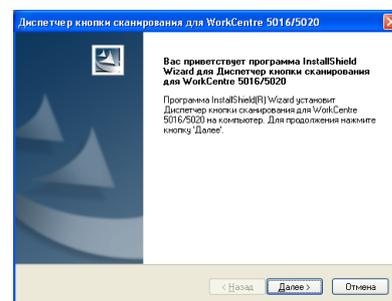 Диспетчер кнопки сканирования для WorkCentre 5016/5020
Вас приветствует программа InstallShield
Wizard для Диспетчер кнопки сканирования
для WorkCentre 5016/5020
Программа InstallShield(R) Wizard установит
Диспетчер кнопки сканирования для WorkCentre
5016/5020 на компьютер. Для продолжения нажмите
кнопку 'Далее'.
< Назад Далее > Отмена